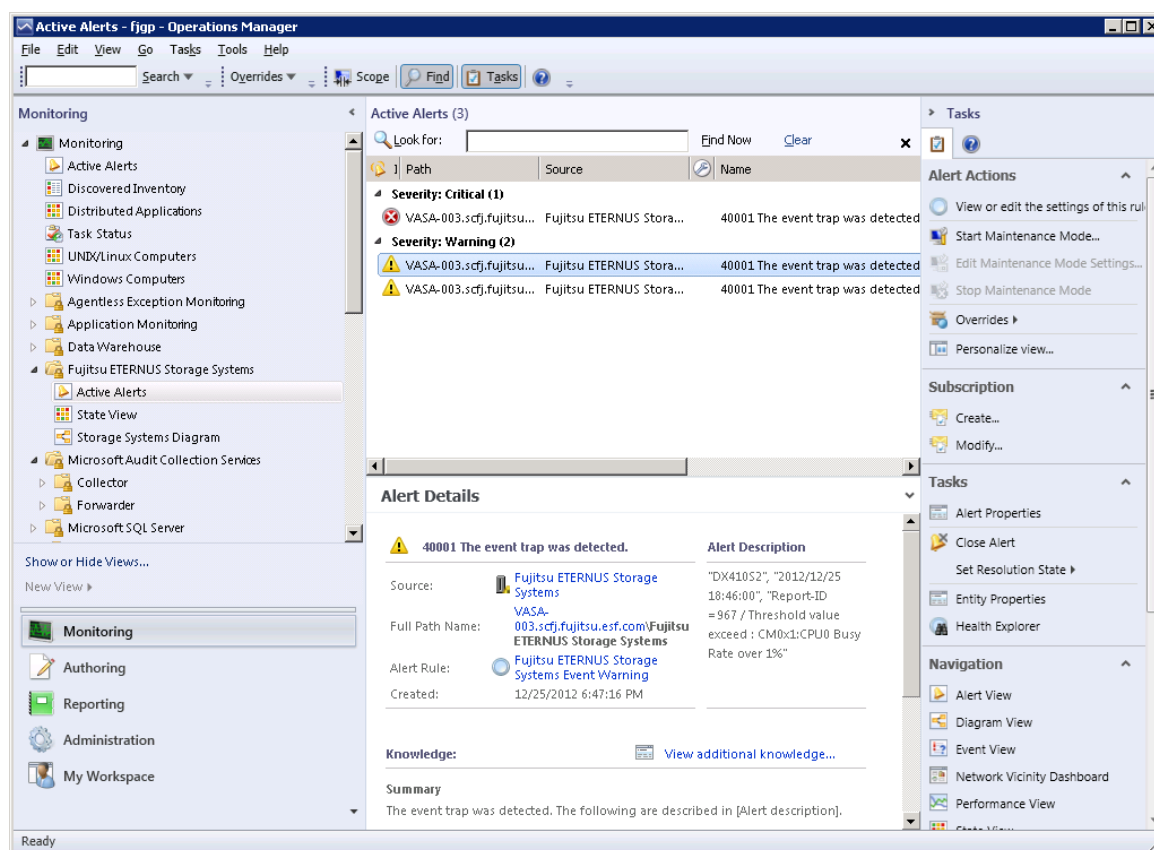 Active Alerts - fjgp - Operations Manager
File Edit View Go Tasks Tools Help
Search Overrides Scope Find Tasks
Monitoring
Monitoring
Active Alerts
Discovered Inventory
Distributed Applications
Task Status
UNIX/Linux Computers
Windows Computers
Agentless Exception Monitoring
Application Monitoring
Data Warehouse
Fujitsu ETERNUS Storage Systems
Active Alerts
State View
Storage Systems Diagram
Microsoft Audit Collection Services
Collector
Forwarder
Microsoft SQL Server
Show or Hide Views...
New View
Monitoring
Authoring
Reporting
Administration
My Workspace
Active Alerts (3)
Look for: Find Now Clear
Path Source Name
Severity: Critical (1)
VASA-003.scfj.fujitsu... Fujitsu ETERNUS Stora... 40001 The event trap was detected
Severity: Warning (2)
VASA-003.scfj.fujitsu... Fujitsu ETERNUS Stora... 40001 The event trap was detected
VASA-003.scfj.fujitsu... Fujitsu ETERNUS Stora... 40001 The event trap was detected
Alert Details
40001 The event trap was detected.
Source: Fujitsu ETERNUS Storage
Systems
Full Path Name: VASA-
003.scfj.fujitsu.esf.com\Fujitsu
ETERNUS Storage Systems
Alert Rule: Fujitsu ETERNUS Storage
Systems Event Warning
Created: 12/25/2012 6:47:16 PM
Alert Description
"DX410S2", "2012/12/25
18:46:00", "Report-ID
=967 / Threshold value
exceed : CM0x1:CPU0 Busy
Rate over 1%"
Knowledge: View additional knowledge...
Summary
The event trap was detected. The following are described in [Alert description].
Tasks
Alert Actions
View or edit the settings of this rul
Start Maintenance Mode...
Edit Maintenance Mode Settings...
Stop Maintenance Mode
Overrides
Personalize view...
Subscription
Create...
Modify...
Tasks
Alert Properties
Close Alert
Set Resolution State
Entity Properties
Health Explorer
Navigation
Alert View
Diagram View
Event View
Network Vicinity Dashboard
Performance View
State View
Ready